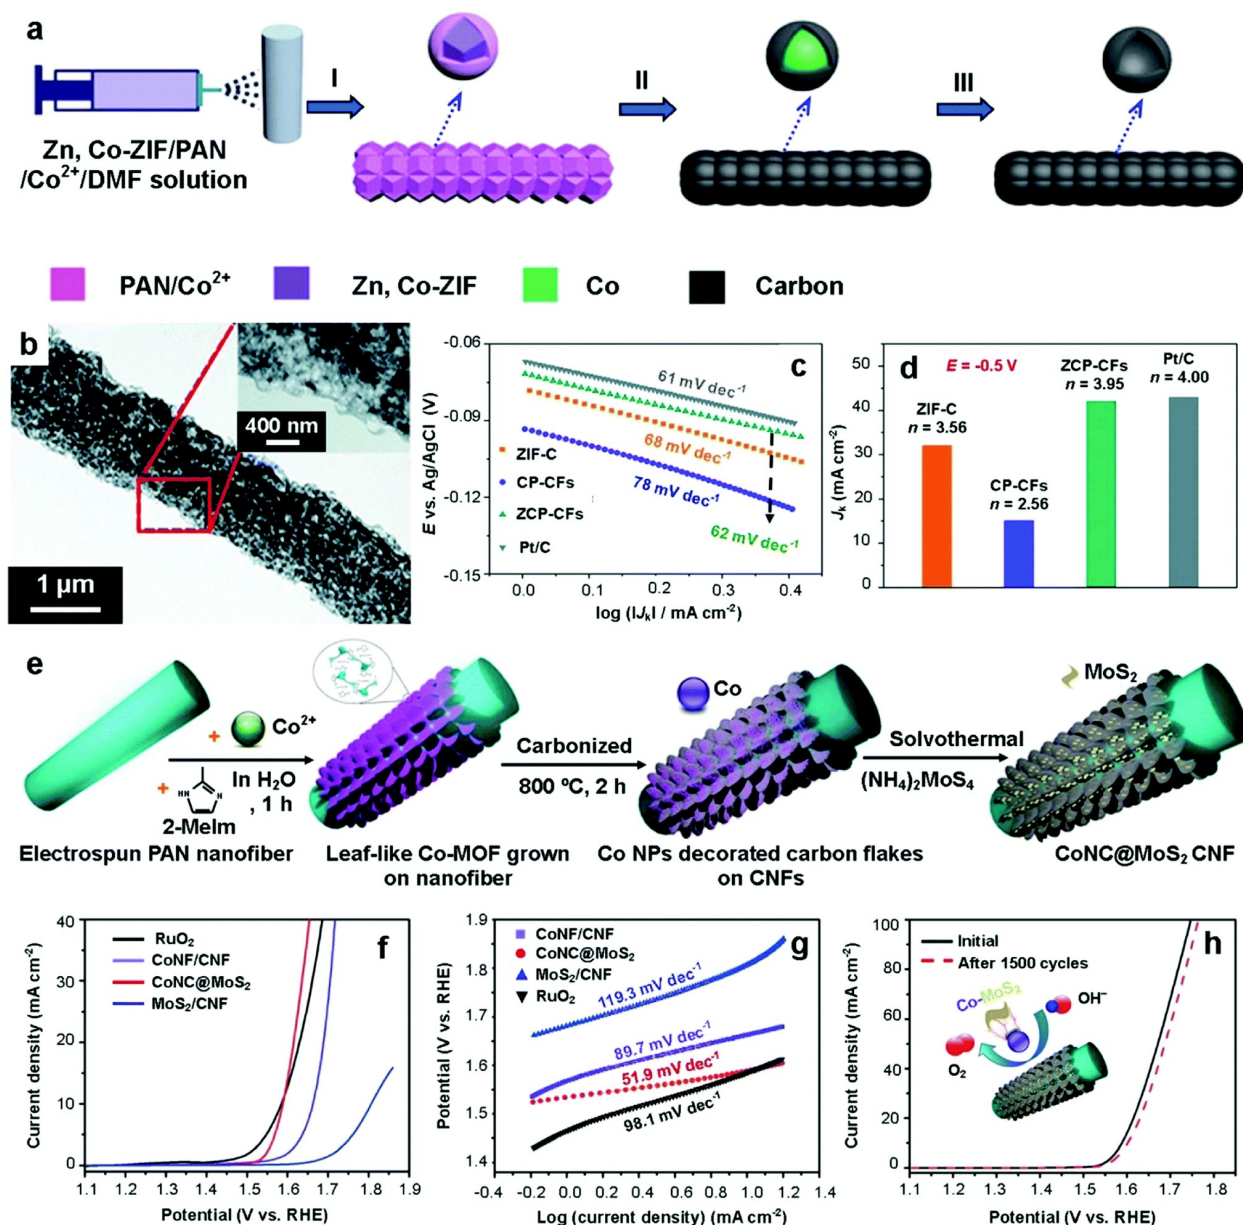 a
I
II
III
Zn, Co-ZIF/PAN
/Co²⁺/DMF solution
PAN/Co²⁺
Zn, Co-ZIF
Co
Carbon
b
400 nm
1 µm
-0.06
-0.09
-0.12
-0.15
E vs. Ag/AgCl (V)
c
61 mV dec⁻¹
68 mV dec⁻¹
78 mV dec⁻¹
62 mV dec⁻¹
ZIF-C
CP-CFs
ZCP-CFs
Pt/C
0.0 0.1 0.2 0.3 0.4
log (IJₖI / mA cm⁻²)
d
E = -0.5 V
50
40
30
20
10
0
Jₖ (mA cm⁻²)
ZIF-C
n = 3.56
CP-CFs
n = 2.56
ZCP-CFs
n = 3.95
Pt/C
n = 4.00
e
+ Co²⁺
In H₂O
, 1 h
+
HN
N
2-MeIm
Co
Carbonized
800 ºC, 2 h
MoS₂
Solvothermal
(NH₄)₂MoS₄
Electrospun PAN nanofiber
Leaf-like Co-MOF grown
on nanofiber
Co NPs decorated carbon flakes
on CNFs
CoNC@MoS₂ CNF
f
40
30
20
10
0
Current density (mA cm⁻²)
RuO₂
CoNF/CNF
CoNC@MoS₂
MoS₂/CNF
1.1 1.2 1.3 1.4 1.5 1.6 1.7 1.8 1.9
Potential (V vs. RHE)
g
1.9
1.8
1.7
1.6
1.5
1.4
Potential (V vs. RHE)
CoNF/CNF
CoNC@MoS₂
MoS₂/CNF
RuO₂
119.3 mV dec⁻¹
89.7 mV dec⁻¹
51.9 mV dec⁻¹
98.1 mV dec⁻¹
-0.4 -0.2 0.0 0.2 0.4 0.6 0.8 1.0 1.2 1.4
Log (current density) (mA cm⁻²)
h
100
80
60
40
20
0
Current density (mA cm⁻²)
Initial
After 1500 cycles
Co-MoS₂
OH⁻
O₂
1.1 1.2 1.3 1.4 1.5 1.6 1.7 1.8
Potential (V vs. RHE)